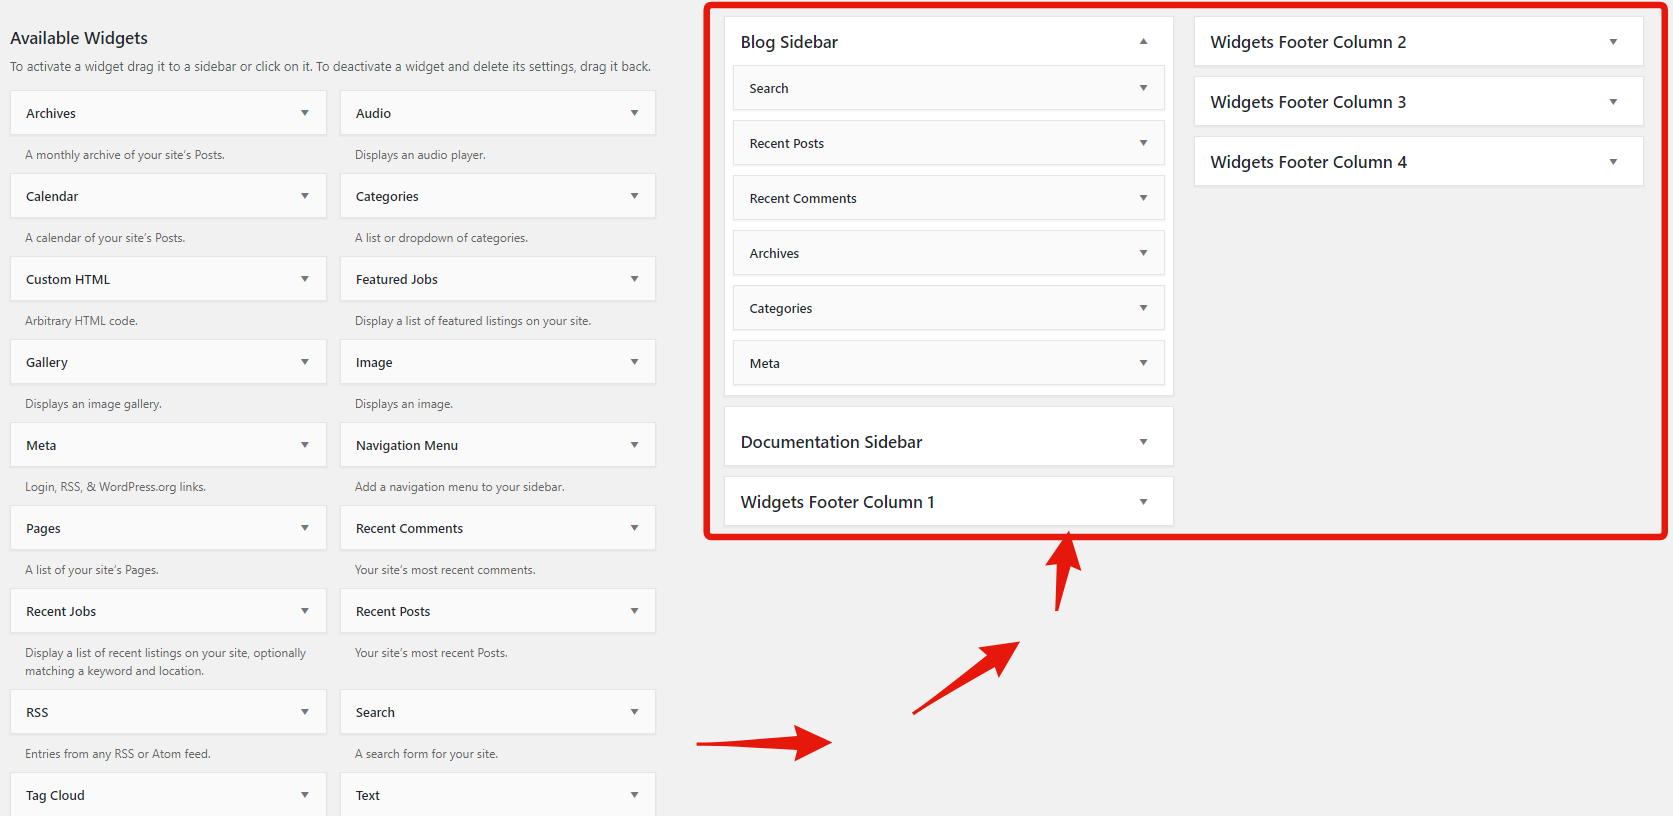 Available Widgets
To activate a widget drag it to a sidebar or click on it. To deactivate a widget and delete its settings, drag it back.
Archives
A monthly archive of your site’s Posts.
Audio
Displays an audio player.
Calendar
A calendar of your site’s Posts.
Categories
A list or dropdown of categories.
Custom HTML
Arbitrary HTML code.
Featured Jobs
Display a list of featured listings on your site.
Gallery
Displays an image gallery.
Image
Displays an image.
Meta
Login, RSS, & WordPress.org links.
Navigation Menu
Add a navigation menu to your sidebar.
Pages
A list of your site’s Pages.
Recent Comments
Your site’s most recent comments.
Recent Jobs
Display a list of recent listings on your site, optionally
matching a keyword and location.
Recent Posts
Your site’s most recent Posts.
RSS
Entries from any RSS or Atom feed.
Search
A search form for your site.
Tag Cloud
Text
Blog Sidebar
Search
Recent Posts
Recent Comments
Archives
Categories
Meta
Documentation Sidebar
Widgets Footer Column 1
Widgets Footer Column 2
Widgets Footer Column 3
Widgets Footer Column 4